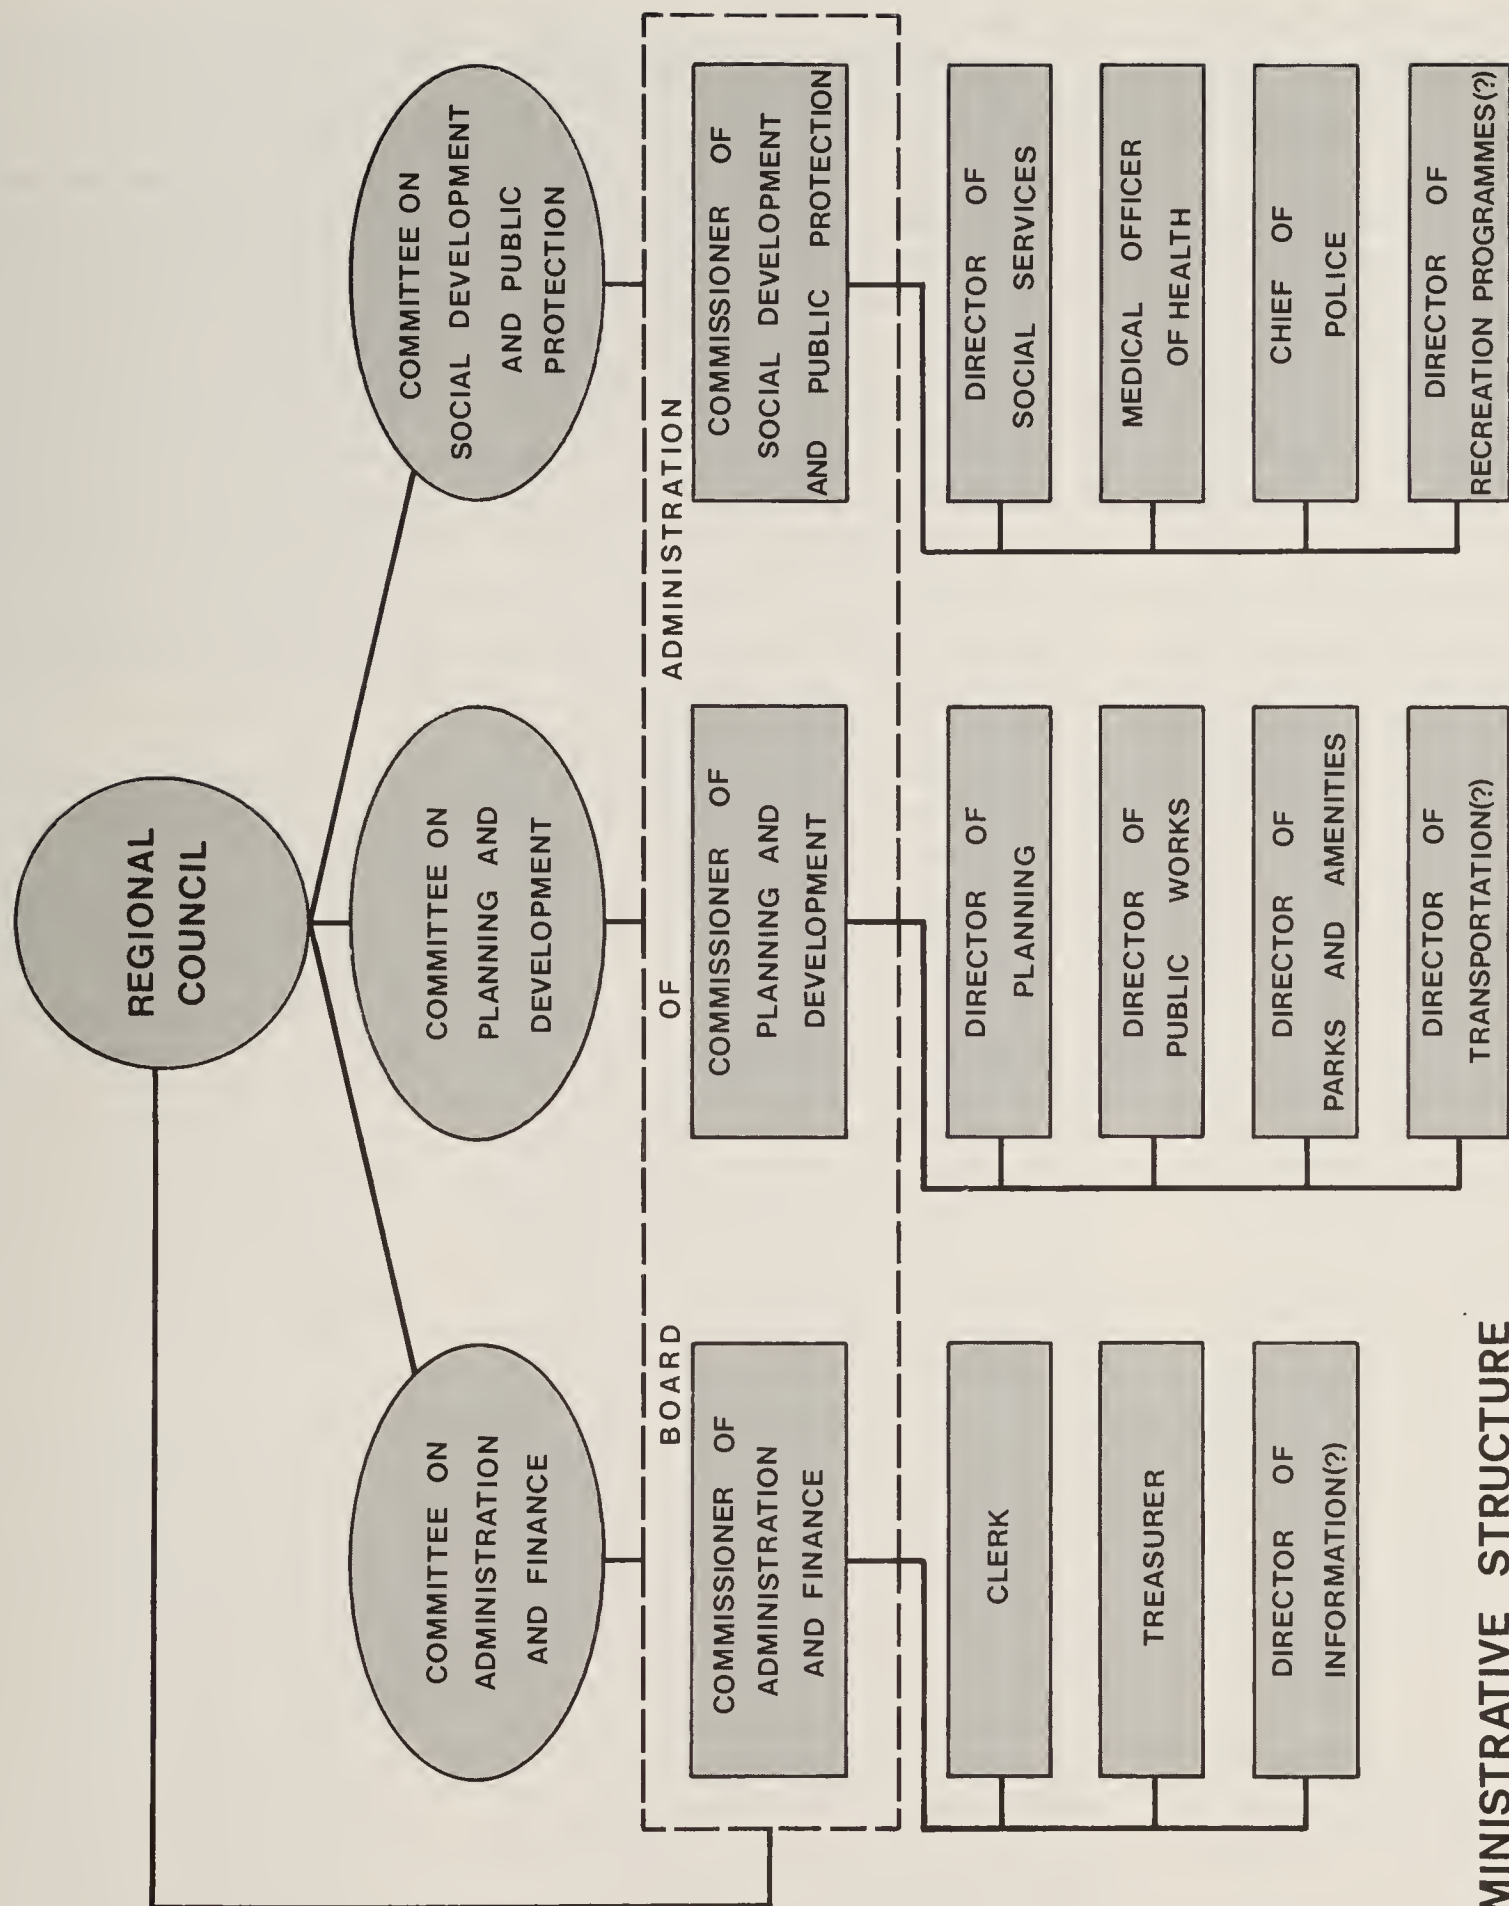 REGIONAL
COUNCIL
COMMITTEE ON
ADMINISTRATION
AND FINANCE
COMMITTEE ON
PLANNING AND
DEVELOPMENT
COMMITTEE ON
SOCIAL DEVELOPMENT
AND PUBLIC
PROTECTION
BOARD OF ADMINISTRATION
COMMISSIONER OF
ADMINISTRATION
AND FINANCE
COMMISSIONER OF
PLANNING AND
DEVELOPMENT
COMMISSIONER OF
SOCIAL DEVELOPMENT
AND PUBLIC PROTECTION
CLERK
TREASURER
DIRECTOR OF
INFORMATION(?)
DIRECTOR OF
PLANNING
DIRECTOR OF
PUBLIC WORKS
DIRECTOR OF
PARKS AND AMENITIES
DIRECTOR OF
TRANSPORTATION(?)
DIRECTOR OF
SOCIAL SERVICES
MEDICAL OFFICER
OF HEALTH
CHIEF OF
POLICE
DIRECTOR OF
RECREATION PROGRAMMES(?)
MINISTRATIVE STRUCTURE